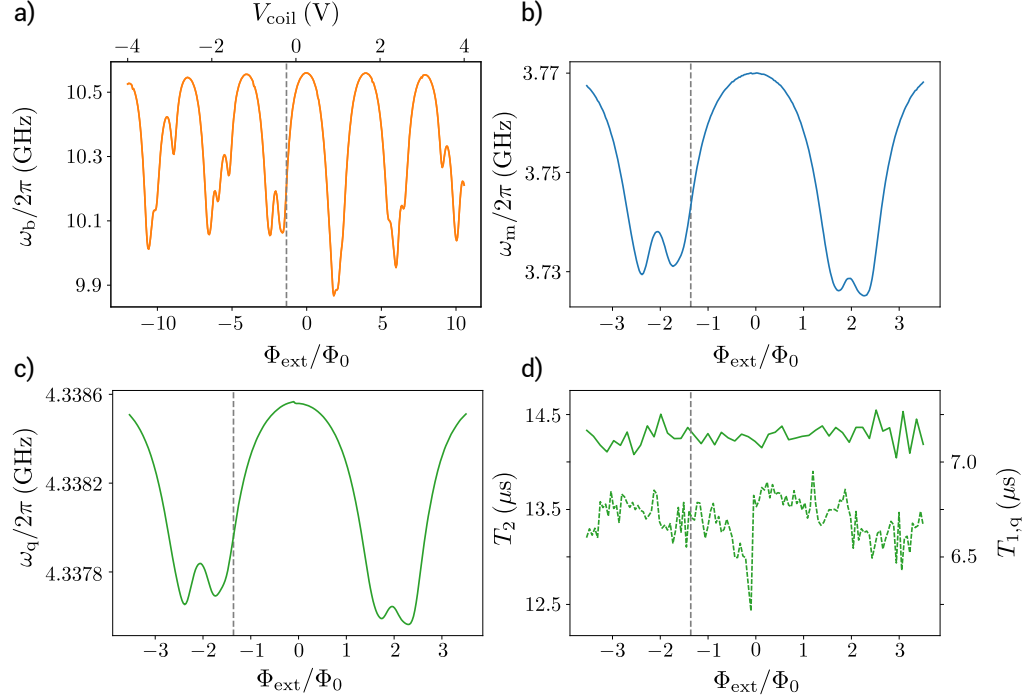 a)
V_coil (V)
−4 −2 0 2 4
ω_b/2π (GHz)
10.5
10.3
10.1
9.9
−10 −5 0 5 10
Φ_ext/Φ_0
b)
ω_m/2π (GHz)
3.77
3.75
3.73
−3 −2 −1 0 1 2 3
Φ_ext/Φ_0
c)
ω_q/2π (GHz)
4.3386
4.3382
4.3378
−3 −2 −1 0 1 2 3
Φ_ext/Φ_0
d)
T_2 (μs)
14.5
13.5
12.5
7.0
6.5
T_1,q (μs)
−3 −2 −1 0 1 2 3
Φ_ext/Φ_0